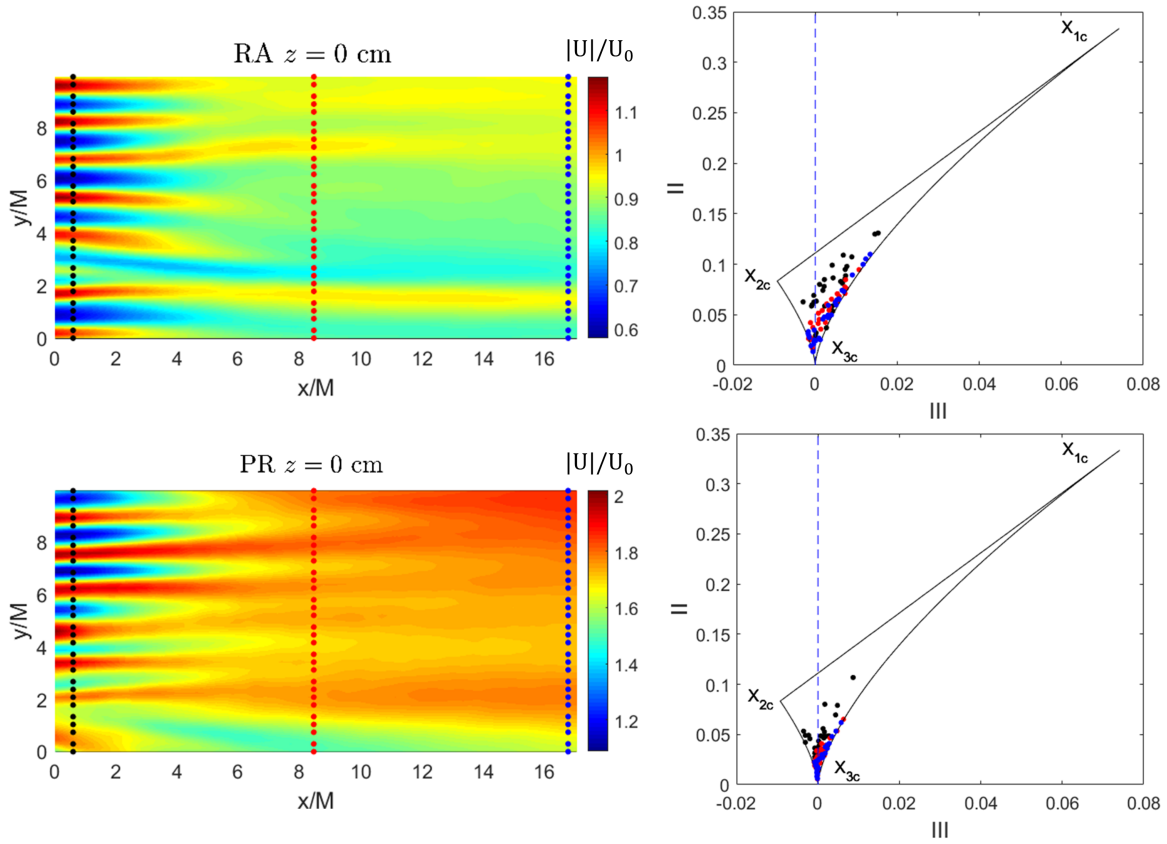 RA z = 0 cm
|U|/U0
8
6
4
2
0
y/M
0 2 4 6 8 10 12 14 16
x/M
1.1
1
0.9
0.8
0.7
0.6
0.35
0.3
0.25
0.2
0.15
0.1
0.05
0
II
X1c
X2c
X3c
-0.02 0 0.02 0.04 0.06 0.08
III
PR z = 0 cm
|U|/U0
8
6
4
2
0
y/M
0 2 4 6 8 10 12 14 16
x/M
2
1.8
1.6
1.4
1.2
0.35
0.3
0.25
0.2
0.15
0.1
0.05
0
II
X1c
X2c
X3c
-0.02 0 0.02 0.04 0.06 0.08
III